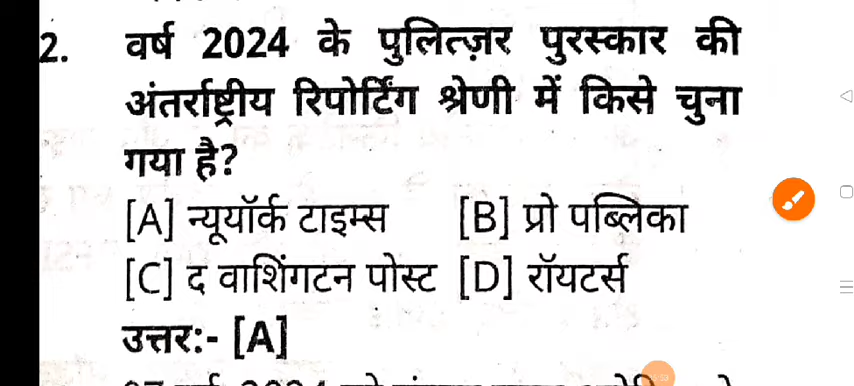 2. वर्ष 2024 के पुलित्ज़र पुरस्कार की
अंतर्राष्ट्रीय रिपोर्टिंग श्रेणी में किसे चुना
गया है?
[A] न्यूयॉर्क टाइम्स [B] प्रो पब्लिका
[C] द वाशिंगटन पोस्ट [D] रॉयटर्स
उत्तर:- [A]